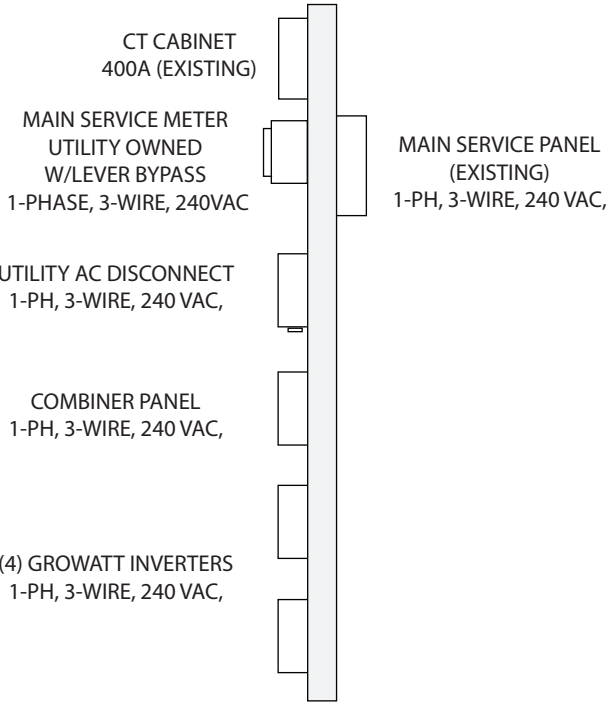 CT CABINET
400A (EXISTING)
MAIN SERVICE METER
UTILITY OWNED
W/LEVER BYPASS
1-PHASE, 3-WIRE, 240VAC
MAIN SERVICE PANEL
(EXISTING)
1-PH, 3-WIRE, 240 VAC,
UTILITY AC DISCONNECT
1-PH, 3-WIRE, 240 VAC,
COMBINER PANEL
1-PH, 3-WIRE, 240 VAC,
(4) GROWATT INVERTERS
1-PH, 3-WIRE, 240 VAC,